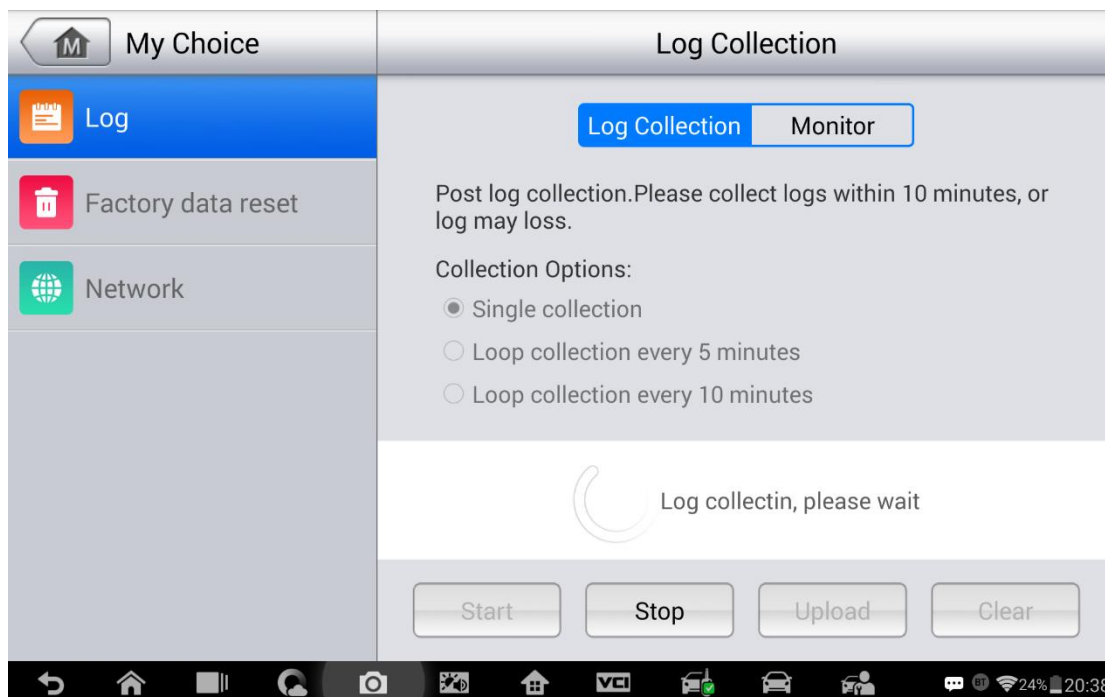 M
My Choice
Log Collection
Log
Log Collection
Monitor
Factory data reset
Post log collection.Please collect logs within 10 minutes, or
log may loss.
Network
Collection Options:
Single collection
Loop collection every 5 minutes
Loop collection every 10 minutes
Log collectin, please wait
Start
Stop
Upload
Clear
VCI
BT
24%
20:38